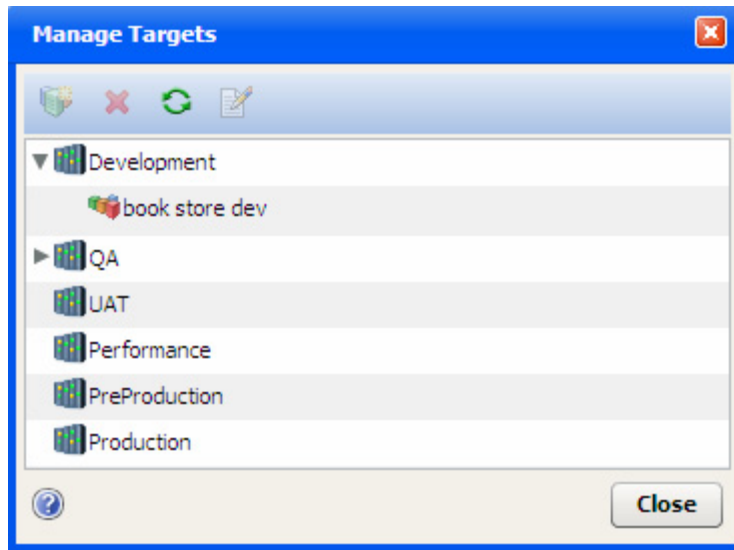 Manage Targets
Development
book store dev
QA
UAT
Performance
PreProduction
Production
Close